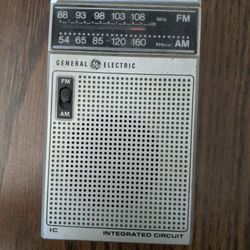 88 93 98 103 108 MHz FM
54 65 85 120 160 KHz×10 AM
GENERAL GE ELECTRIC
FM
AM
IC INTEGRATED CIRCUIT